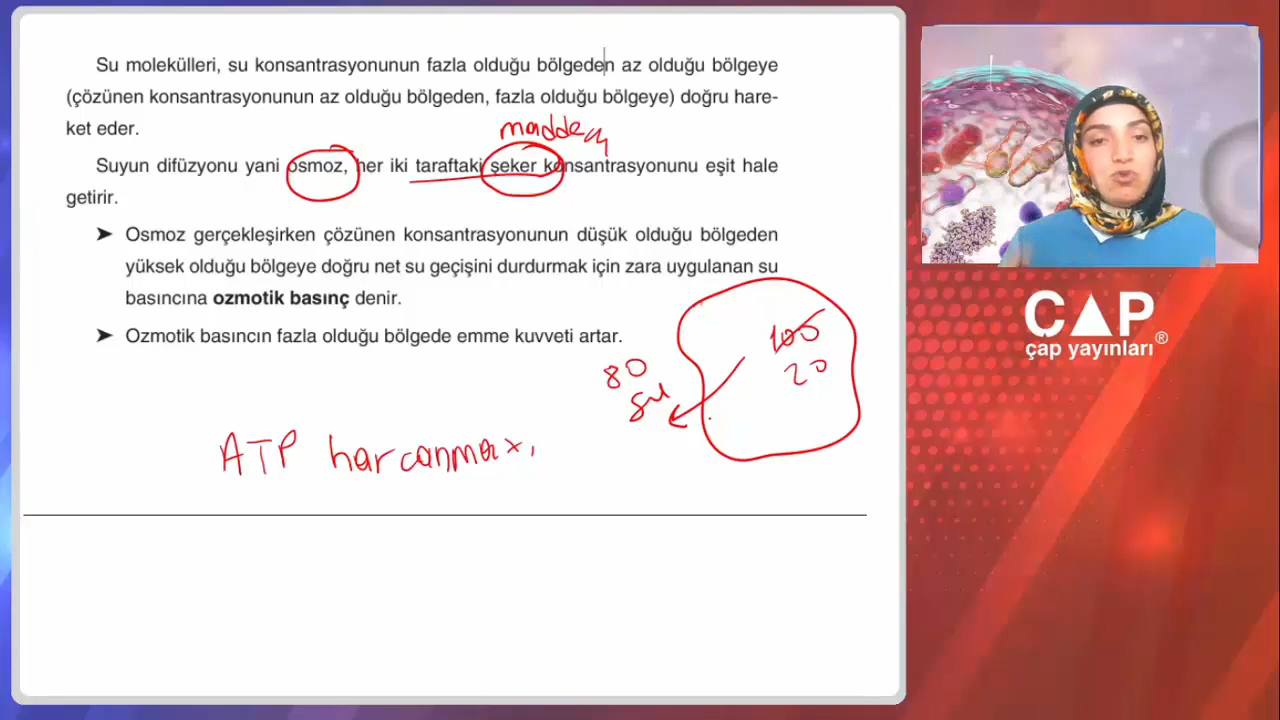 Su molekülleri, su konsantrasyonunun fazla olduğu bölgeden az olduğu bölgeye
(çözünen konsantrasyonunun az olduğu bölgeden, fazla olduğu bölgeye) doğru hare-
ket eder.
madde
Suyun difüzyonu yani osmoz, her iki taraftaki şeker konsantrasyonunu eşit hale
getirir.
➤ Osmoz gerçekleşirken çözünen konsantrasyonunun düşük olduğu bölgeden
yüksek olduğu bölgeye doğru net su geçişini durdurmak için zara uygulanan su
basıncına ozmotik basınç denir.
➤ Ozmotik basıncın fazla olduğu bölgede emme kuvveti artar.
100
20
80
su
ATP harcanmaz.
ÇAP
çap yayınları®